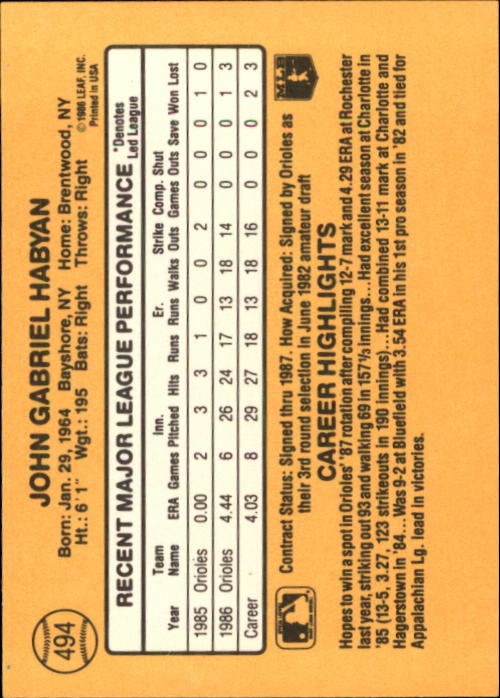 494
JOHN GABRIEL HABYAN
Born: Jan. 29, 1964 Bayshore, NY Home: Brentwood, NY
Ht.: 6'1" Wgt.: 195 Bats: Right Throws: Right
© 1986 LEAF, INC.
Printed in USA
RECENT MAJOR LEAGUE PERFORMANCE
*Denotes
Led League
Team Inn. Er. Strike Comp. Shut
Year Name ERA Games Pitched Hits Runs Runs Walks Outs Games Outs Save Won Lost
1985 Orioles 0.00 2 3 3 1 0 0 2 0 0 0 1 0
1986 Orioles 4.44 6 26 24 17 13 18 14 0 0 0 1 3
Career 4.03 8 29 27 18 13 18 16 0 0 0 2 3
Contract Status: Signed thru 1987. How Acquired: Signed by Orioles as
their 3rd round selection in June 1982 amateur draft
MLB
CAREER HIGHLIGHTS
Hopes to win a spot in Orioles' '87 rotation after compiling 12-7 mark and 4.29 ERA at Rochester
last year, striking out 93 and walking 69 in 157⅓ innings...Had excellent season at Charlotte in
'85 (13-5, 3.27, 123 strikeouts in 190 innings)...Had combined 13-11 mark at Charlotte and
Hagerstown in '84...Was 9-2 at Bluefield with 3.54 ERA in his 1st pro season in '82 and tied for
Appalachian Lg. lead in victories.